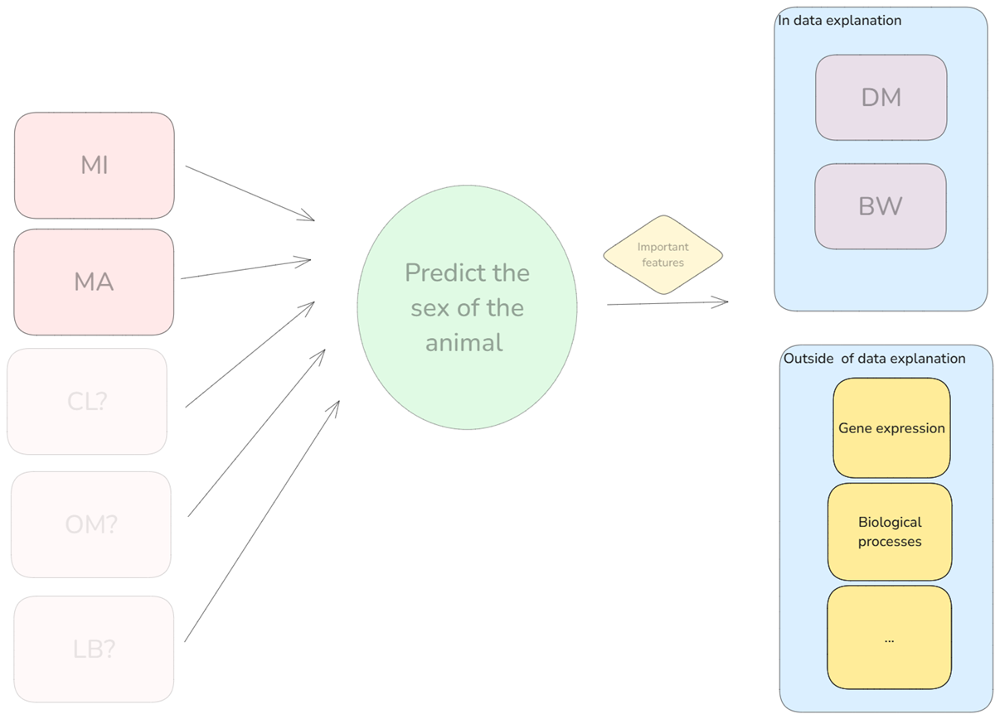 MI
MA
CL?
OM?
LB?
Predict the
sex of the
animal
Important
features
In data explanation
DM
BW
Outside of data explanation
Gene expression
Biological
processes
...